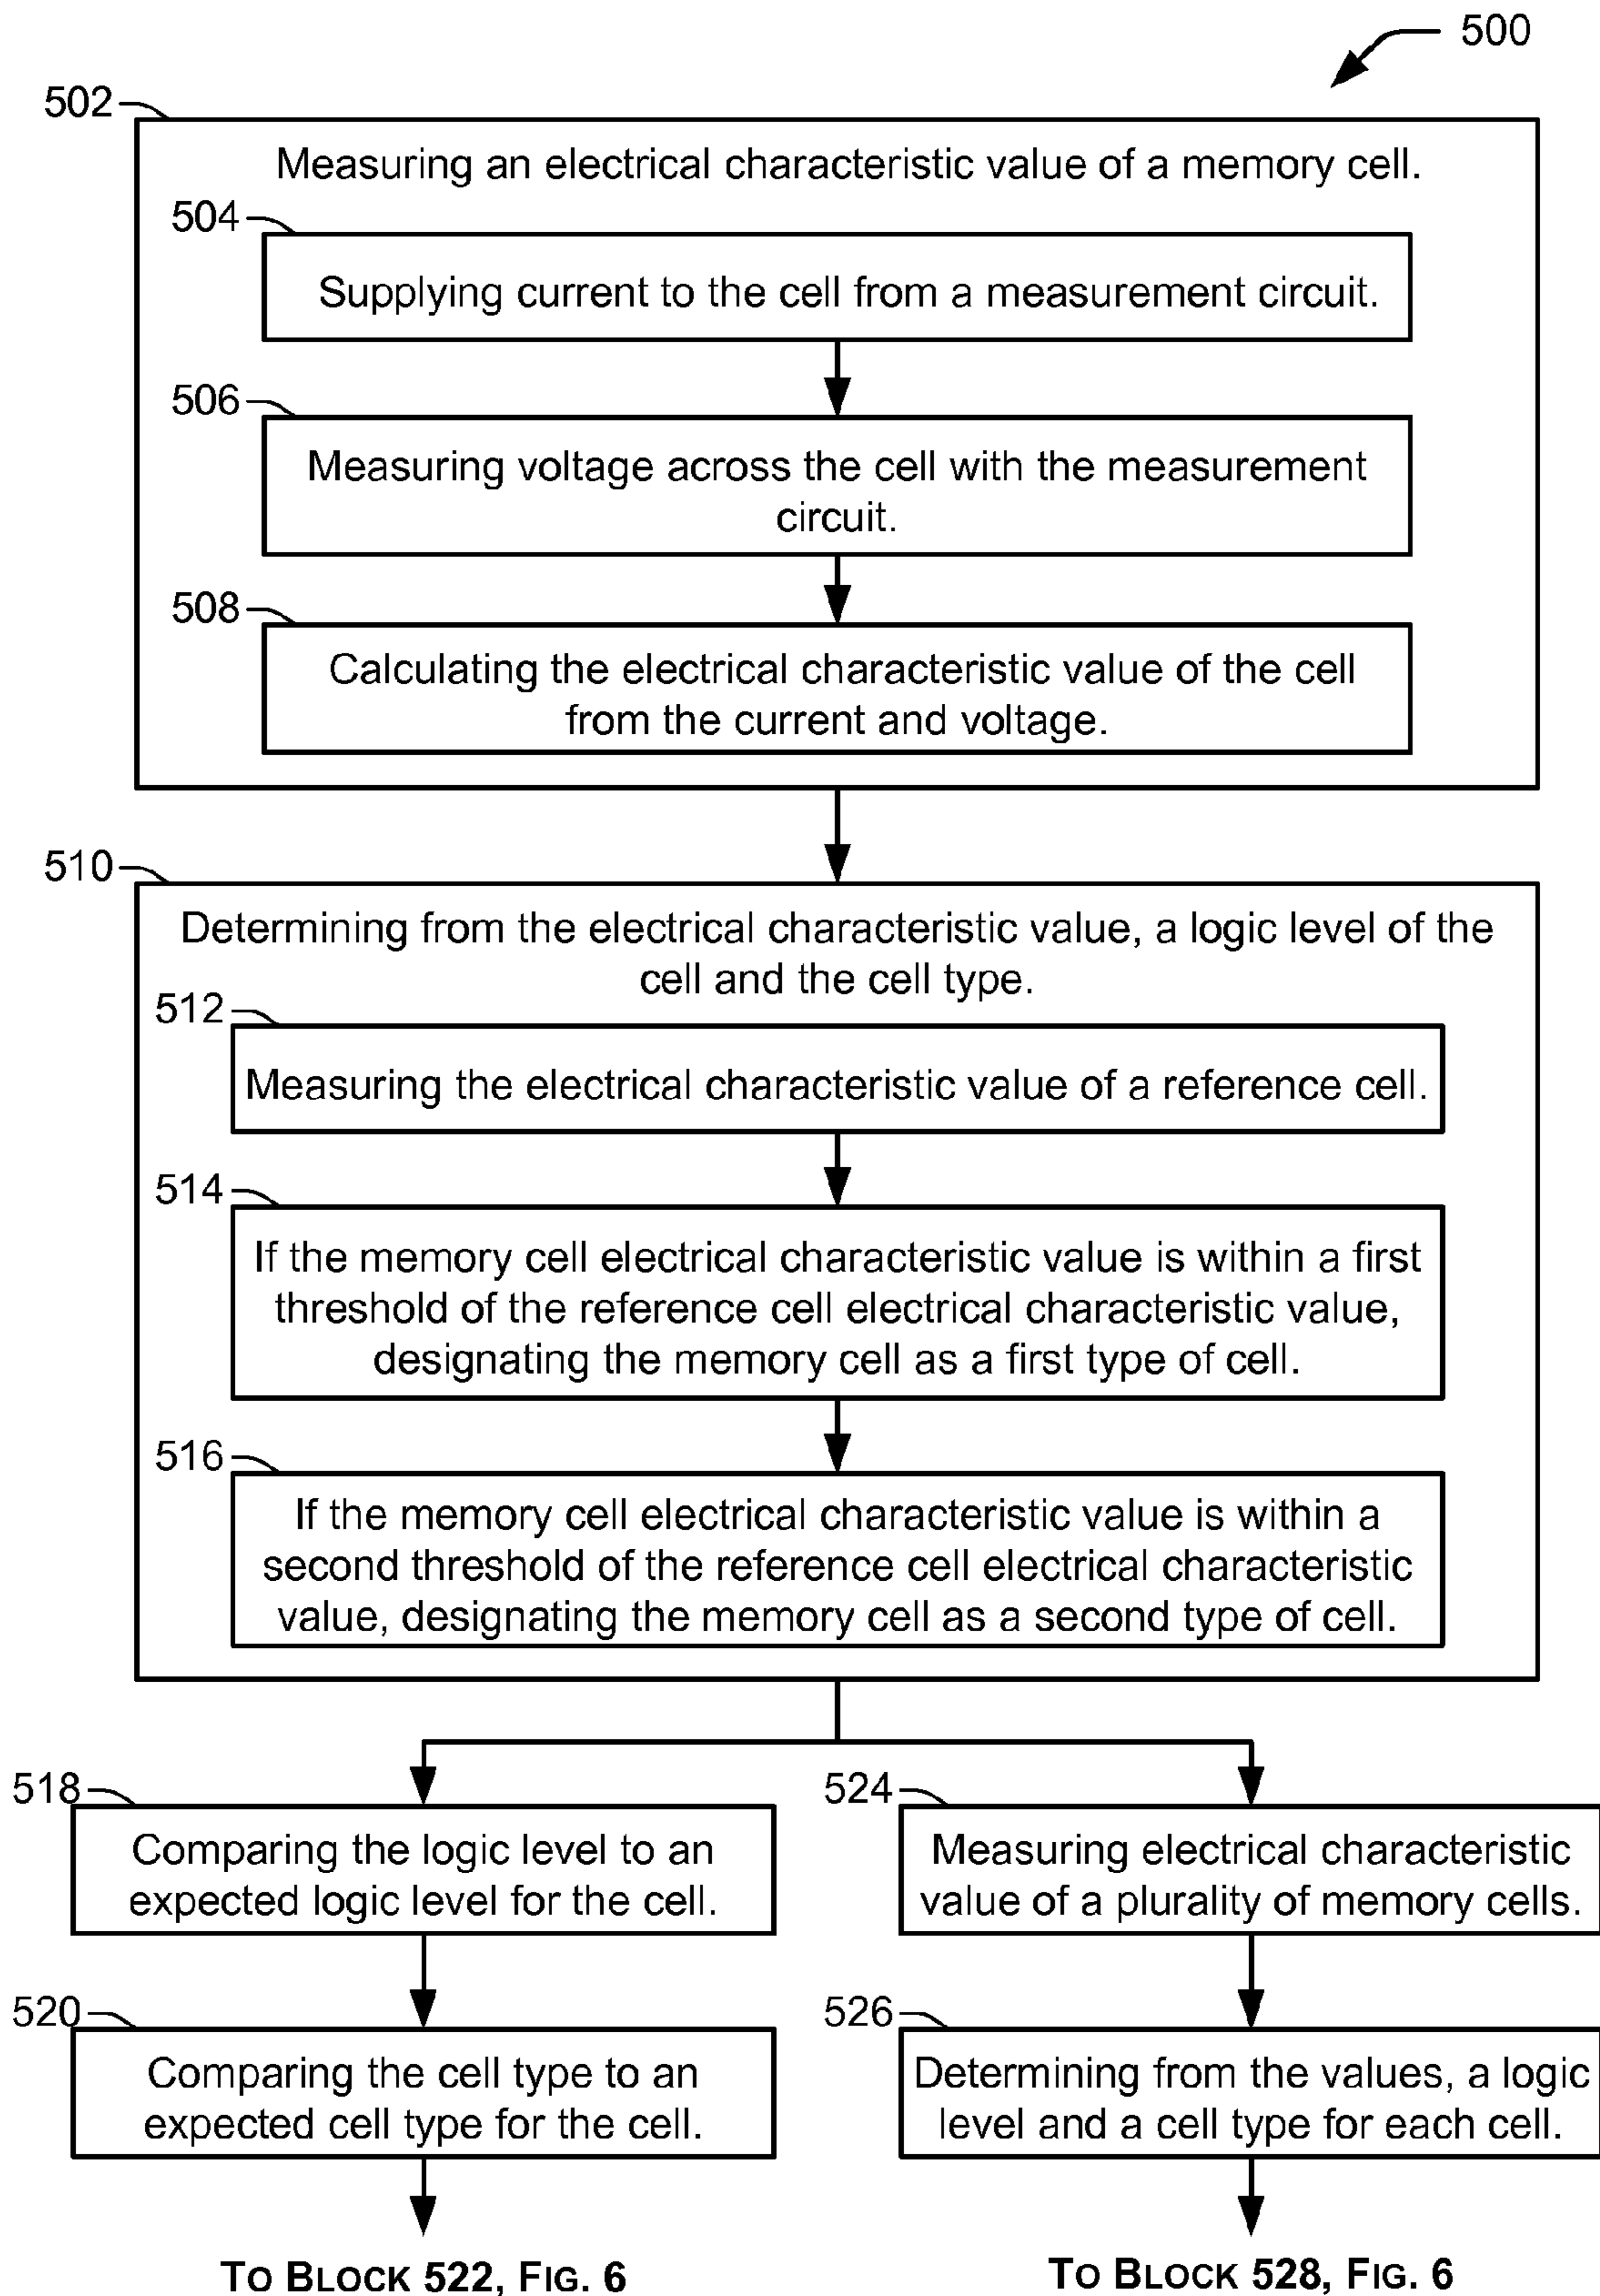 500
502
Measuring an electrical characteristic value of a memory cell.
504
Supplying current to the cell from a measurement circuit.
506
Measuring voltage across the cell with the measurement
circuit.
508
Calculating the electrical characteristic value of the cell
from the current and voltage.
510
Determining from the electrical characteristic value, a logic level of the
cell and the cell type.
512
Measuring the electrical characteristic value of a reference cell.
514
If the memory cell electrical characteristic value is within a first
threshold of the reference cell electrical characteristic value,
designating the memory cell as a first type of cell.
516
If the memory cell electrical characteristic value is within a
second threshold of the reference cell electrical characteristic
value, designating the memory cell as a second type of cell.
518
Comparing the logic level to an
expected logic level for the cell.
520
Comparing the cell type to an
expected cell type for the cell.
TO BLOCK 522, FIG. 6
524
Measuring electrical characteristic
value of a plurality of memory cells.
526
Determining from the values, a logic
level and a cell type for each cell.
TO BLOCK 528, FIG. 6